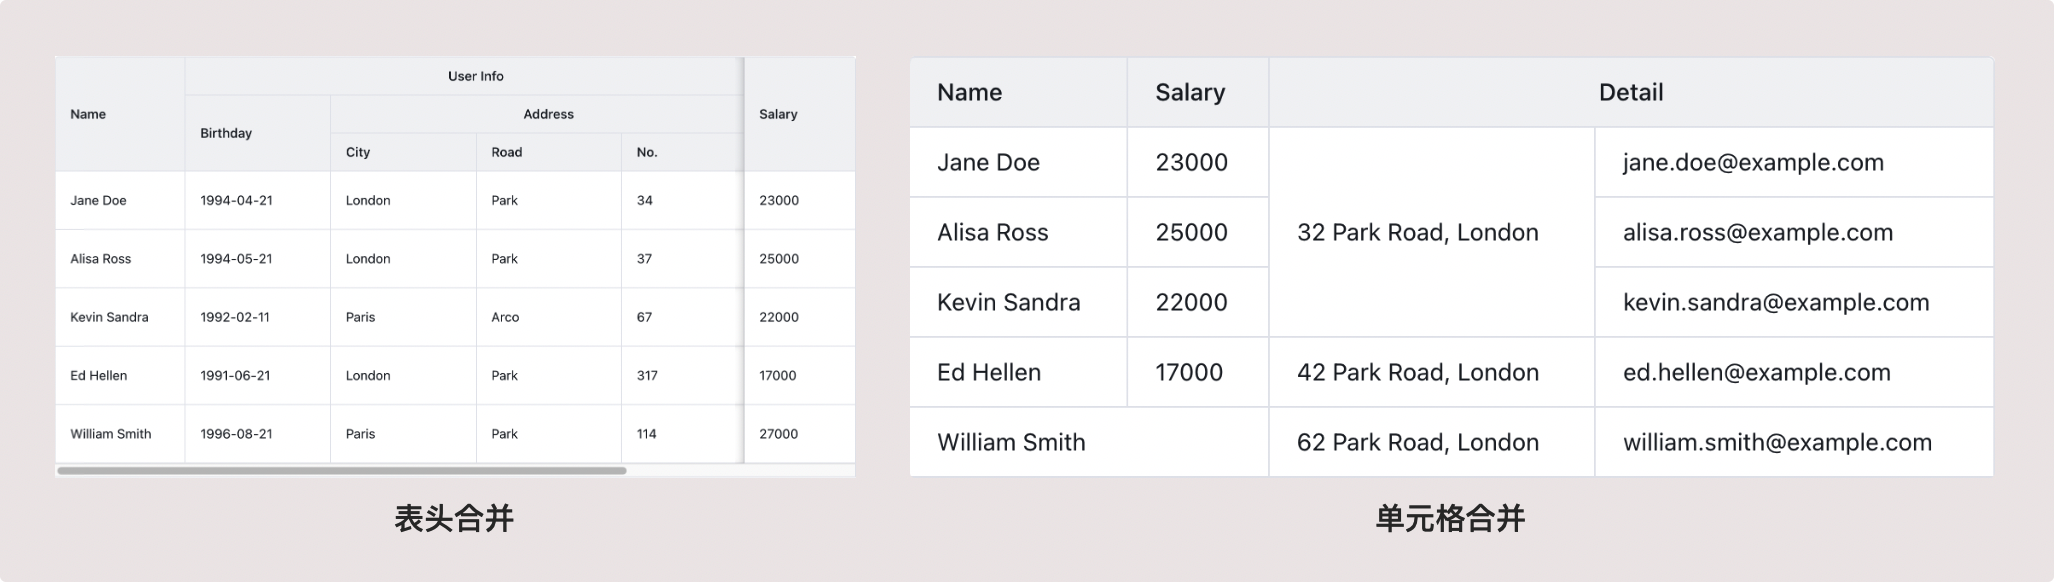 User Info
Name
Birthday
Address
Salary
City Road No.
Jane Doe 1994-04-21 London Park 34 23000
Alisa Ross 1994-05-21 London Park 37 25000
Kevin Sandra 1992-02-11 Paris Arco 67 22000
Ed Hellen 1991-06-21 London Park 317 17000
William Smith 1996-08-21 Paris Park 114 27000
表头合并
Name Salary Detail
Jane Doe 23000 jane.doe@example.com
Alisa Ross 25000 32 Park Road, London alisa.ross@example.com
Kevin Sandra 22000 kevin.sandra@example.com
Ed Hellen 17000 42 Park Road, London ed.hellen@example.com
William Smith 62 Park Road, London william.smith@example.com
单元格合并